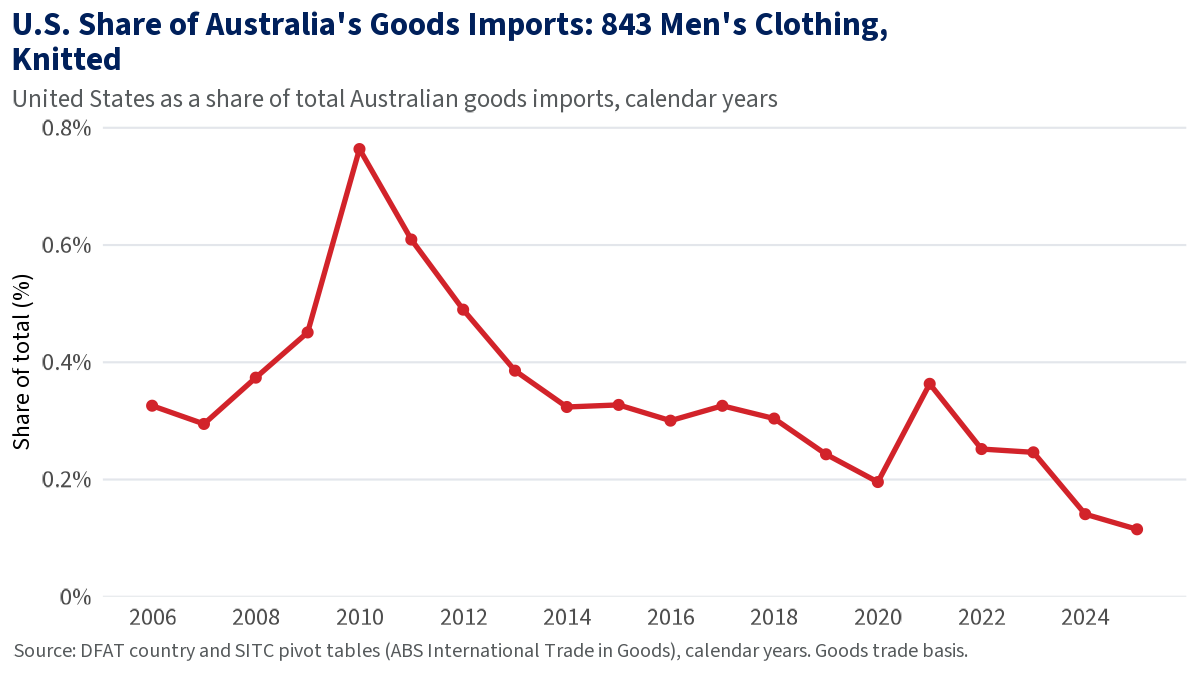 U.S. Share of Australia's Goods Imports: 843 Men's Clothing,
Knitted
United States as a share of total Australian goods imports, calendar years
Share of total (%)
0.8%
0.6%
0.4%
0.2%
0%
2006 2008 2010 2012 2014 2016 2018 2020 2022 2024
Source: DFAT country and SITC pivot tables (ABS International Trade in Goods), calendar years. Goods trade basis.